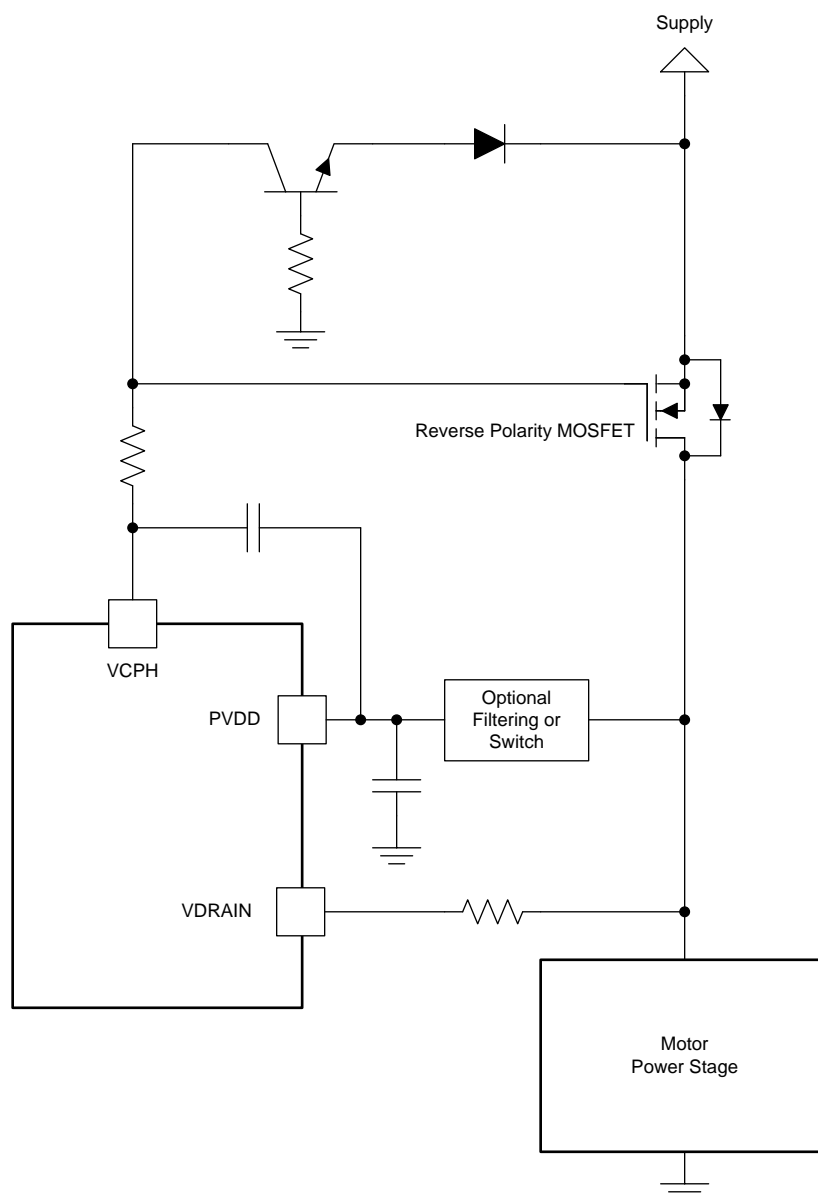 Supply
Reverse Polarity MOSFET
VCPH
PVDD
Optional
Filtering or
Switch
VDRAIN
Motor
Power Stage